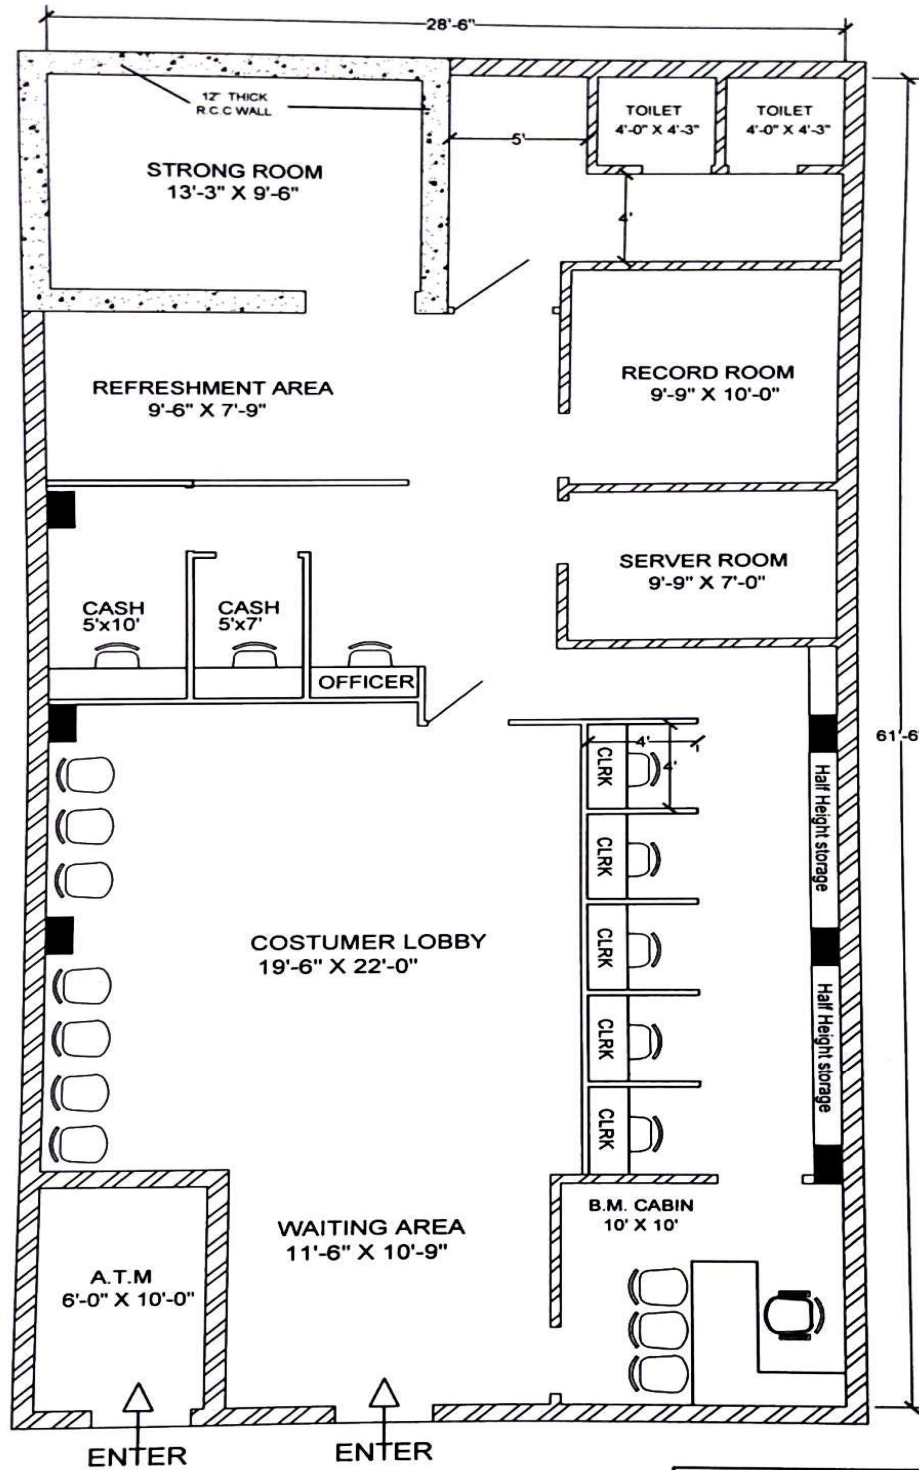 28'-6"
12" THICK
R.C.C WALL
STRONG ROOM
13'-3" X 9'-6"
5'
TOILET
4'-0" X 4'-3"
TOILET
4'-0" X 4'-3"
4'
REFRESHMENT AREA
9'-6" X 7'-9"
RECORD ROOM
9'-9" X 10'-0"
SERVER ROOM
9'-9" X 7'-0"
CASH
5'x10'
CASH
5'x7'
OFFICER
61'-6"
4'
4'
CLRK
CLRK
CLRK
CLRK
CLRK
Half Height storage
Half Height storage
COSTUMER LOBBY
19'-6" X 22'-0"
WAITING AREA
11'-6" X 10'-9"
B.M. CABIN
10' X 10'
A.T.M
6'-0" X 10'-0"
ENTER
ENTER